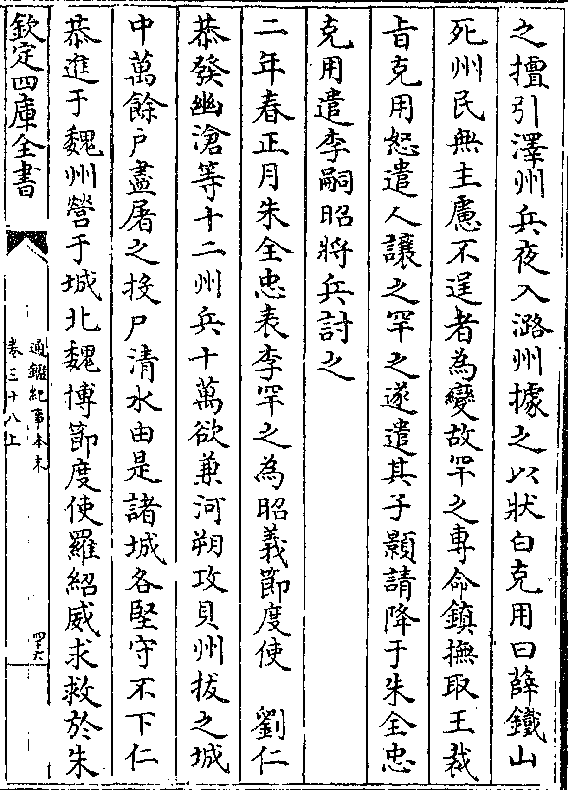 之擅引澤州兵夜入潞州據之以狀白克用曰薛鐵山
死州民無主慮不逞者為變故罕之專命鎮撫取王裁
旨克用怒遣人讓之罕之遂遣其子顥請降于朱全忠
克用遣李嗣昭將兵討之
二年春正月朱全忠表李罕之為昭義節度使　劉仁
恭發幽滄等十二州兵十萬欲兼河朔攻貝州拔之城
中萬餘户盡屠之投尸清水由是諸城各堅守不下仁
恭進于魏州營于城北魏博節度使羅紹威求救於朱
欽定四庫全書
通鑑紀事本末
卷三十八上
四十六